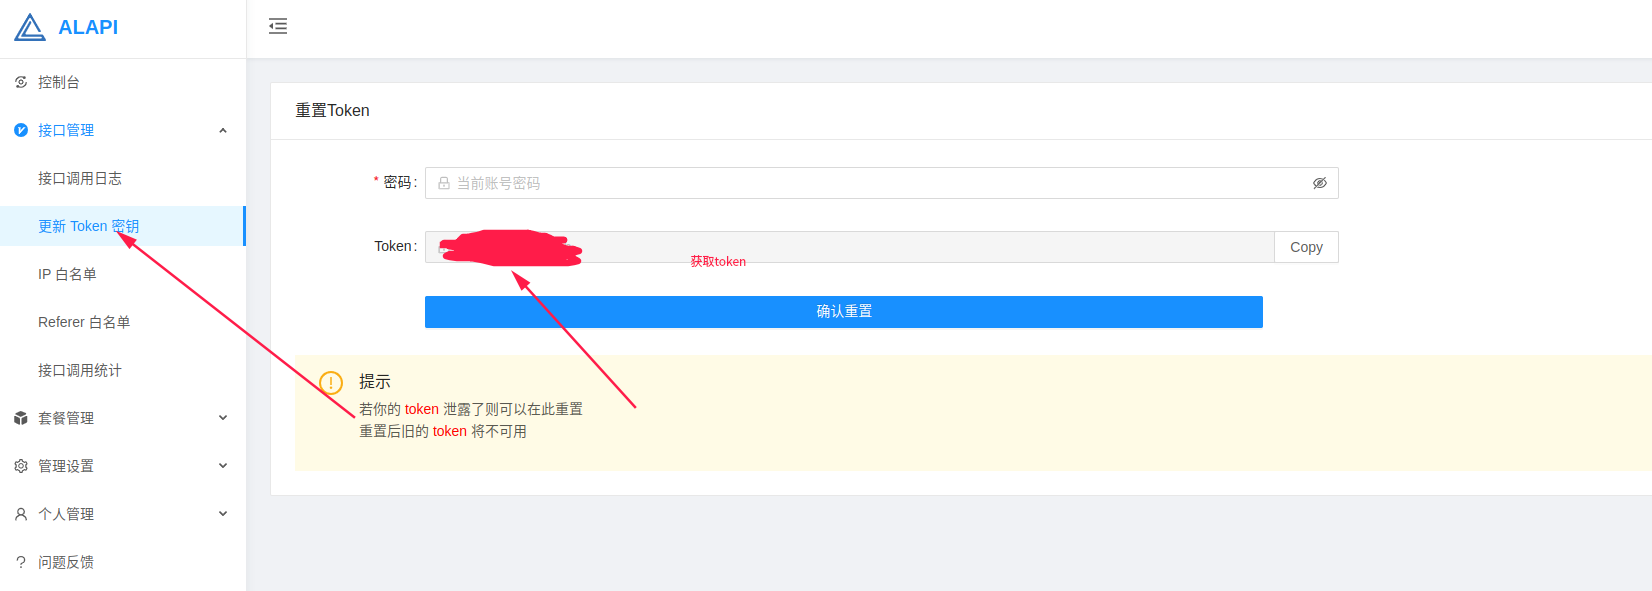 ALAPI
控制台
接口管理
接口调用日志
更新 Token 密钥
IP 白名单
Referer 白名单
接口调用统计
套餐管理
管理设置
个人管理
问题反馈
重置Token
* 密码: 当前账号密码
Token: 获取token Copy
确认重置
提示
若你的 token 泄露了则可以在此重置
重置后旧的 token 将不可用